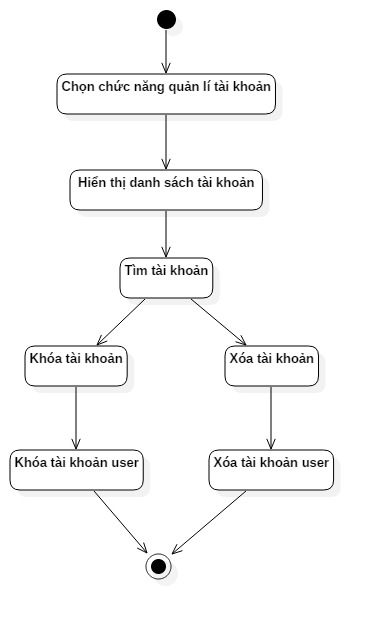 Chọn chức năng quản lí tài khoản
Hiển thị danh sách tài khoản
Tìm tài khoản
Khóa tài khoản
Xóa tài khoản
Khóa tài khoản user
Xóa tài khoản user